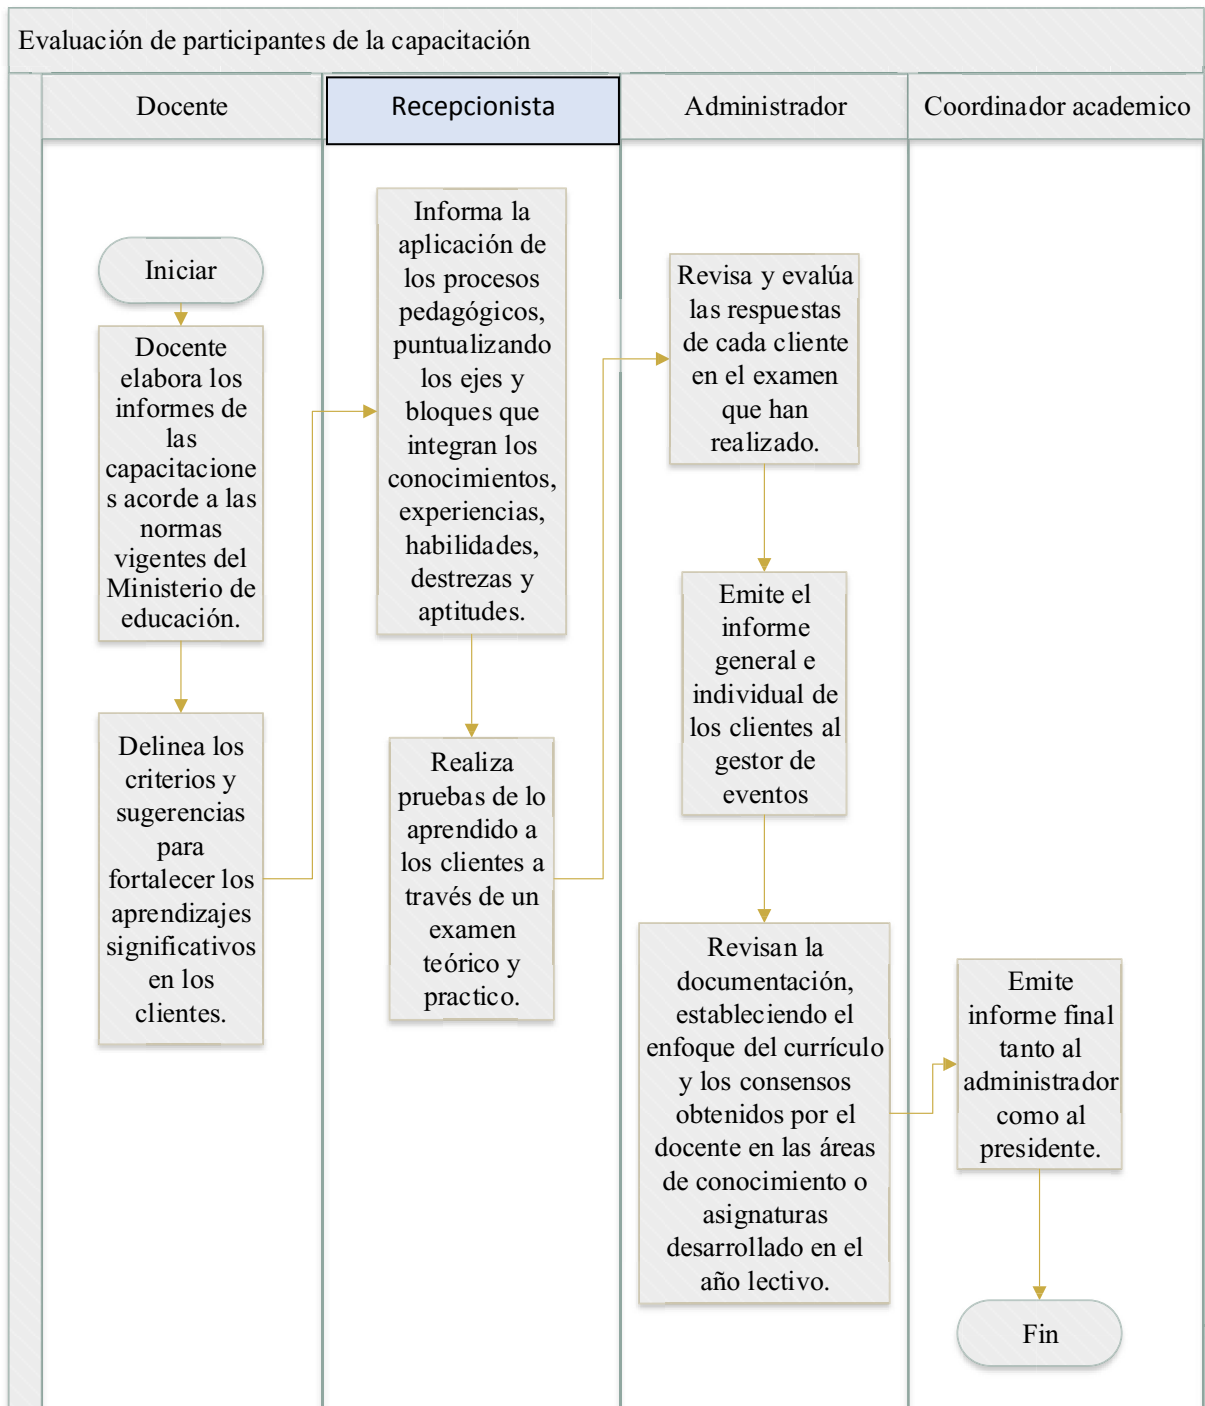 Evaluación de participantes de la capacitación
Docente
Recepcionista
Administrador
Coordinador academico
Iniciar
Docente
elabora los
informes de
las
capacitacione
s acorde a las
normas
vigentes del
Ministerio de
educación.
Delinea los
criterios y
sugerencias
para
fortalecer los
aprendizajes
significativos
en los
clientes.
Informa la
aplicación de
los procesos
pedagógicos,
puntualizando
los ejes y
bloques que
integran los
conocimientos,
experiencias,
habilidades,
destrezas y
aptitudes.
Realiza
pruebas de lo
aprendido a
los clientes a
través de un
examen
teórico y
practico.
Revisa y evalúa
las respuestas
de cada cliente
en el examen
que han
realizado.
Emite el
informe
general e
individual de
los clientes al
gestor de
eventos
Revisan la
documentación,
estableciendo el
enfoque del currículo
y los consensos
obtenidos por el
docente en las áreas
de conocimiento o
asignaturas
desarrollado en el
año lectivo.
Emite
informe final
tanto al
administrador
como al
presidente.
Fin